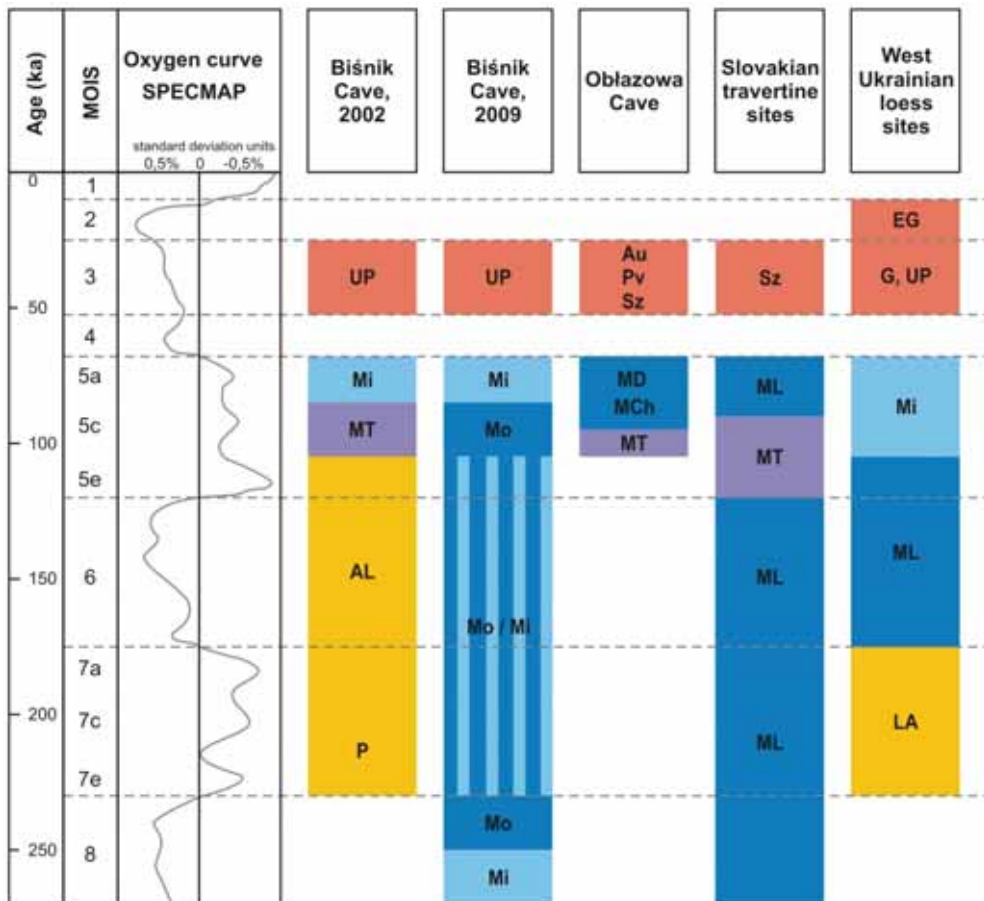 Age (ka)
MOIS
Oxygen curve
SPECMAP
standard deviation units
0,5% 0 -0,5%
Biśnik
Cave,
2002
Biśnik
Cave,
2009
Obłazowa
Cave
Slovakian
travertine
sites
West
Ukrainian
loess
sites
0
50
100
150
200
250
1
2
3
4
5a
5c
5e
6
7a
7c
7e
8
UP
Mi
MT
AL
P
UP
Mi
Mo
Mo / Mi
Mo
Mi
Au
Pv
Sz
MD
MCh
MT
Sz
ML
MT
ML
ML
EG
G, UP
Mi
ML
LA